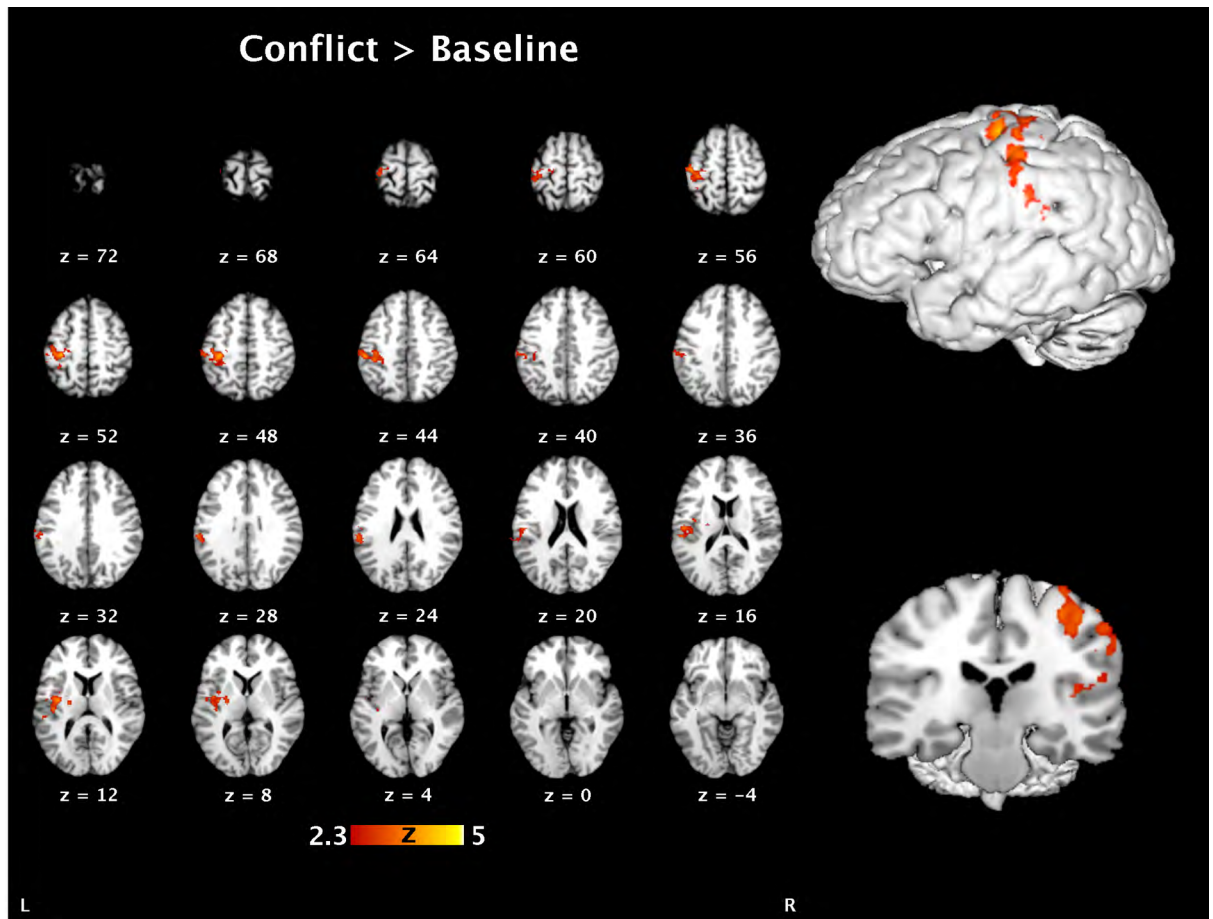 Conflict > Baseline
z = 72 z = 68 z = 64 z = 60 z = 56
z = 52 z = 48 z = 44 z = 40 z = 36
z = 32 z = 28 z = 24 z = 20 z = 16
z = 12 z = 8 z = 4 z = 0 z = -4
2.3 Z 5
L R